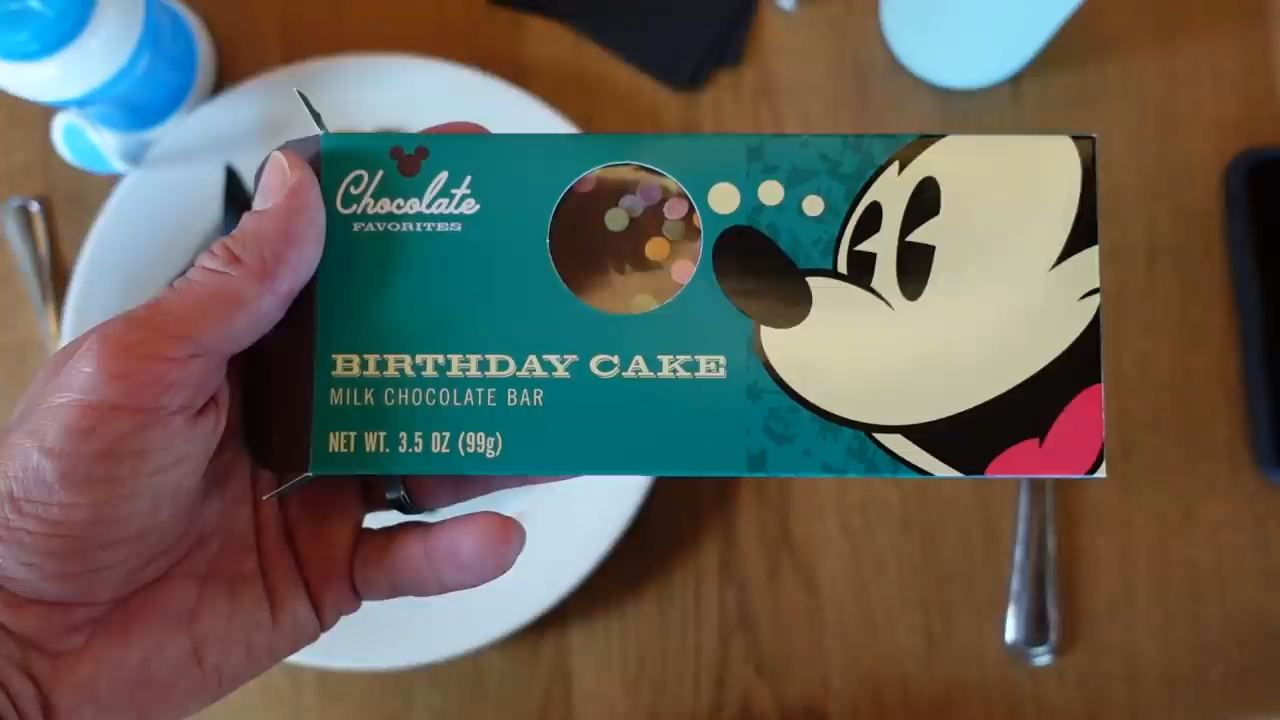 Chocolate
FAVORITES
BIRTHDAY CAKE
MILK CHOCOLATE BAR
NET WT. 3.5 OZ (99g)